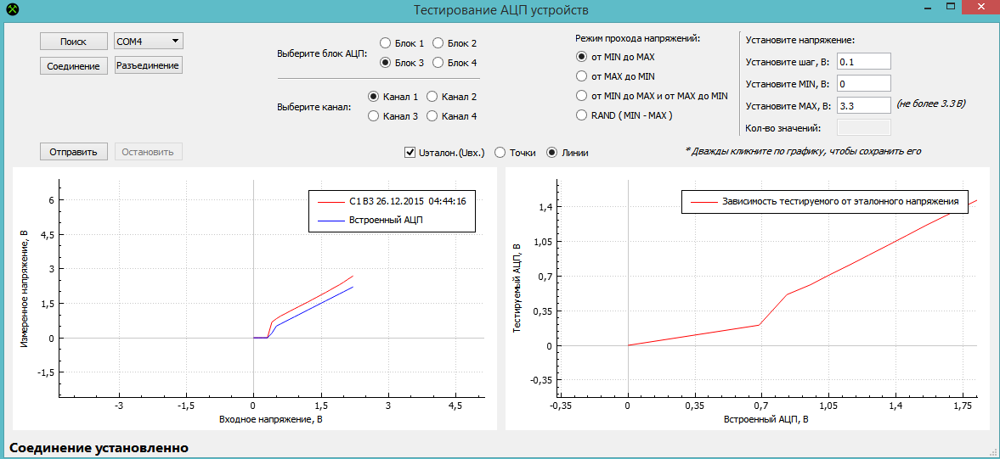 Тестирование АЦП устройств
Поиск
COM4
Соединение
Разъединение
Выберите блок АЦП:
Блок 1
Блок 2
Блок 3
Блок 4
Выберите канал:
Канал 1
Канал 2
Канал 3
Канал 4
Режим прохода напряжений:
от MIN до MAX
от MAX до MIN
от MIN до MAX и от MAX до MIN
RAND ( MIN - MAX )
Установите напряжение:
Установите шаг, В:
0.1
Установите MIN, В:
0
Установите MAX, В:
3.3
(не более 3.3 В)
Кол-во значений:
Отправить
Остановить
Uэталон.(Uвх.)
Точки
Линии
* Дважды кликните по графику, чтобы сохранить его
С1 В3 26.12.2015 04:44:16
Встроенный АЦП
Измеренное напряжение, В
6
4,5
3
1,5
0
-1,5
-3
0
1,5
3
4,5
Входное напряжение, В
Зависимость тестируемого от эталонного напряжения
Тестируемый АЦП, В
1,4
1,05
0,7
0,35
0
-0,35
-0,35
0
0,35
0,7
1,05
1,4
1,75
Встроенный АЦП, В
Соединение установленно